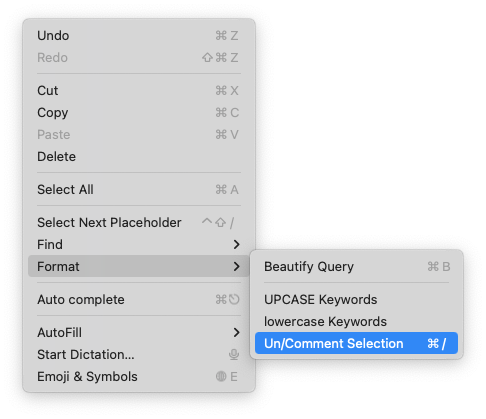 Undo ⌘ Z
Redo ⇧ ⌘ Z
Cut ⌘ X
Copy ⌘ C
Paste ⌘ V
Delete
Select All ⌘ A
Select Next Placeholder ^ ⇧ /
Find
Format
Beautify Query ⌘ B
UPCASE Keywords
lowercase Keywords
Un/Comment Selection ⌘ /
Auto complete ⌘ ⎋
AutoFill
Start Dictation...
Emoji & Symbols E